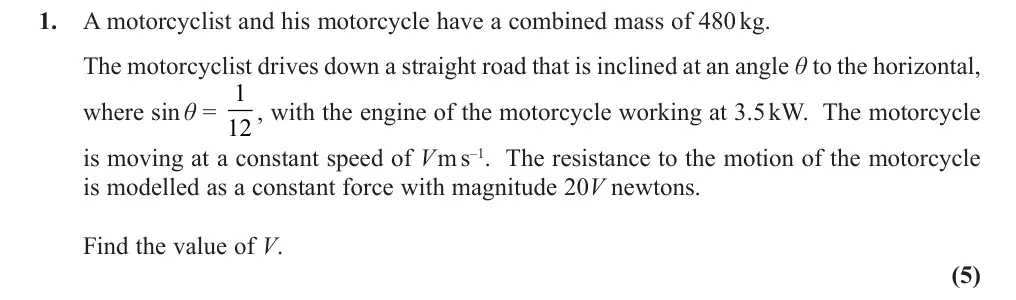 1. A motorcyclist and his motorcycle have a combined mass of 480 kg.
The motorcyclist drives down a straight road that is inclined at an angle θ to the horizontal,
where sin θ = 1/12, with the engine of the motorcycle working at 3.5 kW. The motorcycle
is moving at a constant speed of V m s⁻¹. The resistance to the motion of the motorcycle
is modelled as a constant force with magnitude 20V newtons.
Find the value of V.
(5)